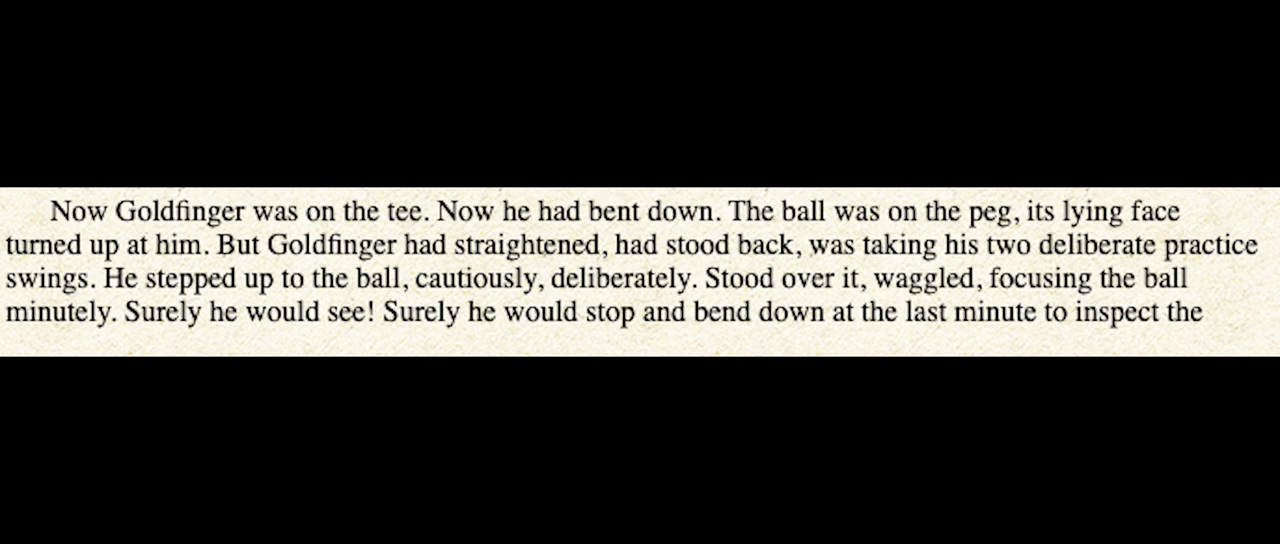 Now Goldfinger was on the tee. Now he had bent down. The ball was on the peg, its lying face
turned up at him. But Goldfinger had straightened, had stood back, was taking his two deliberate practice
swings. He stepped up to the ball, cautiously, deliberately. Stood over it, waggled, focusing the ball
minutely. Surely he would see! Surely he would stop and bend down at the last minute to inspect the